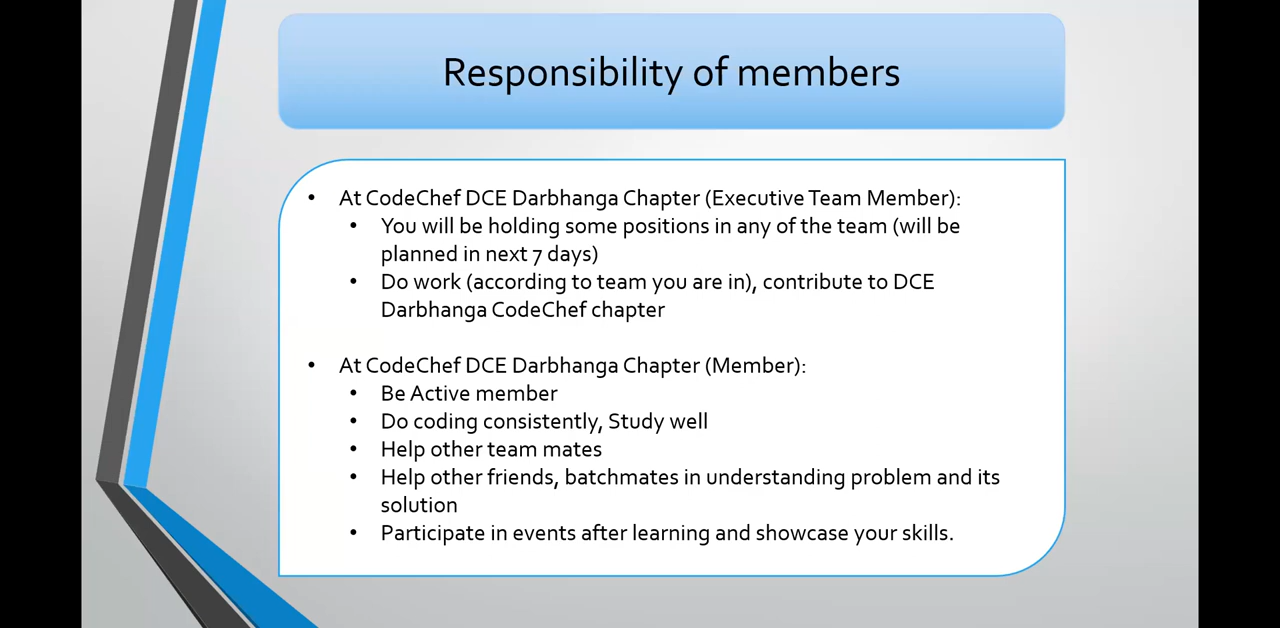 Responsibility of members
• At CodeChef DCE Darbhanga Chapter (Executive Team Member):
• You will be holding some positions in any of the team (will be
planned in next 7 days)
• Do work (according to team you are in), contribute to DCE
Darbhanga CodeChef chapter
• At CodeChef DCE Darbhanga Chapter (Member):
• Be Active member
• Do coding consistently, Study well
• Help other team mates
• Help other friends, batchmates in understanding problem and its
solution
• Participate in events after learning and showcase your skills.